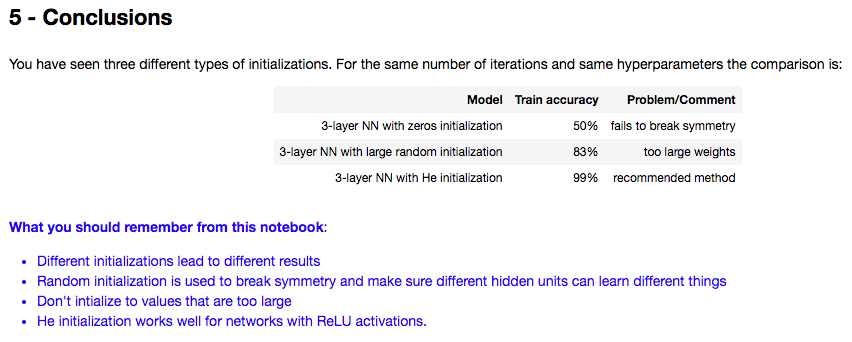 5 - Conclusions
You have seen three different types of initializations. For the same number of iterations and same hyperparameters the comparison is:
Model Train accuracy Problem/Comment
3-layer NN with zeros initialization 50% fails to break symmetry
3-layer NN with large random initialization 83% too large weights
3-layer NN with He initialization 99% recommended method
What you should remember from this notebook:
• Different initializations lead to different results
• Random initialization is used to break symmetry and make sure different hidden units can learn different things
• Don't intialize to values that are too large
• He initialization works well for networks with ReLU activations.